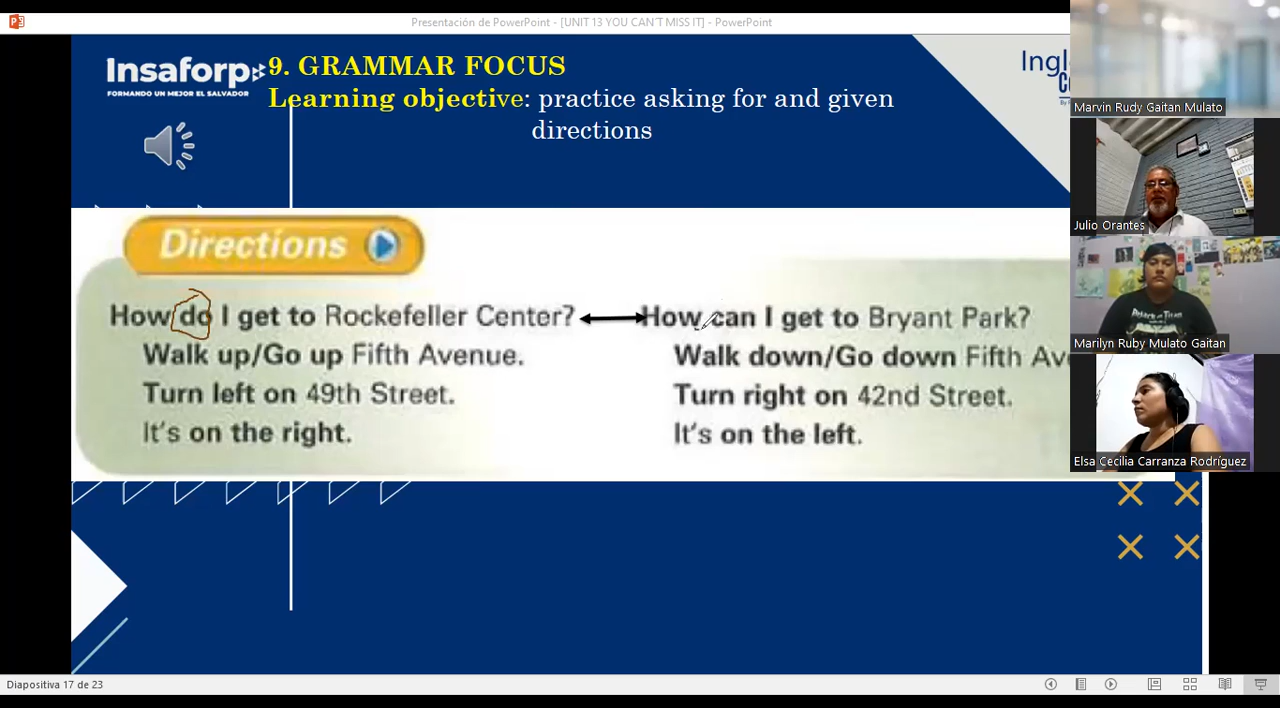 Presentación de PowerPoint - [UNIT 13 YOU CAN´T MISS IT] - PowerPoint
Insaforp
FORMANDO UN MEJOR EL SALVADOR
9. GRAMMAR FOCUS
Learning objective: practice asking for and given
directions
Directions
How do I get to Rockefeller Center?
Walk up/Go up Fifth Avenue.
Turn left on 49th Street.
It's on the right.
How can I get to Bryant Park?
Walk down/Go down Fifth Av
Turn right on 42nd Street.
It's on the left.
Marvin Rudy Gaitan Mulato
Julio Orantes
Marilyn Ruby Mulato Gaitan
Elsa Cecilia Carranza Rodríguez
Diapositiva 17 de 23